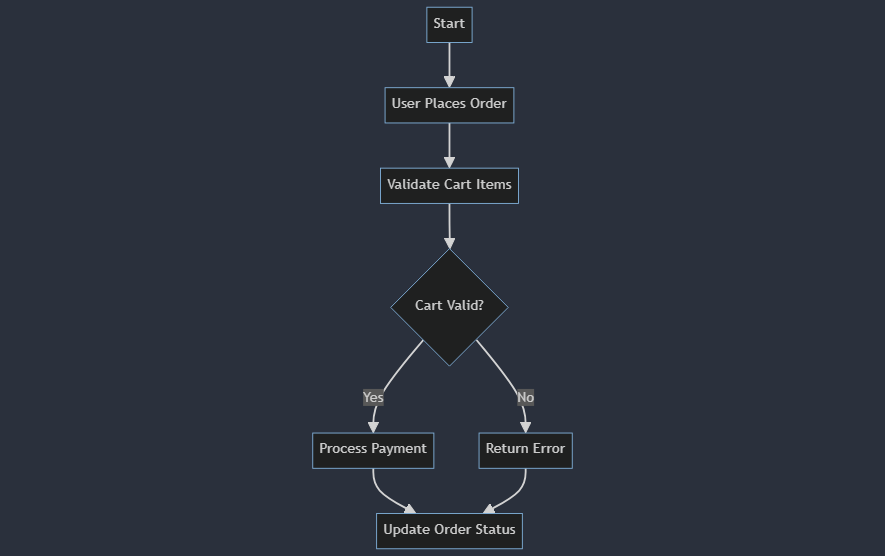 Start
User Places Order
Validate Cart Items
Cart Valid?
Yes
No
Process Payment
Return Error
Update Order Status